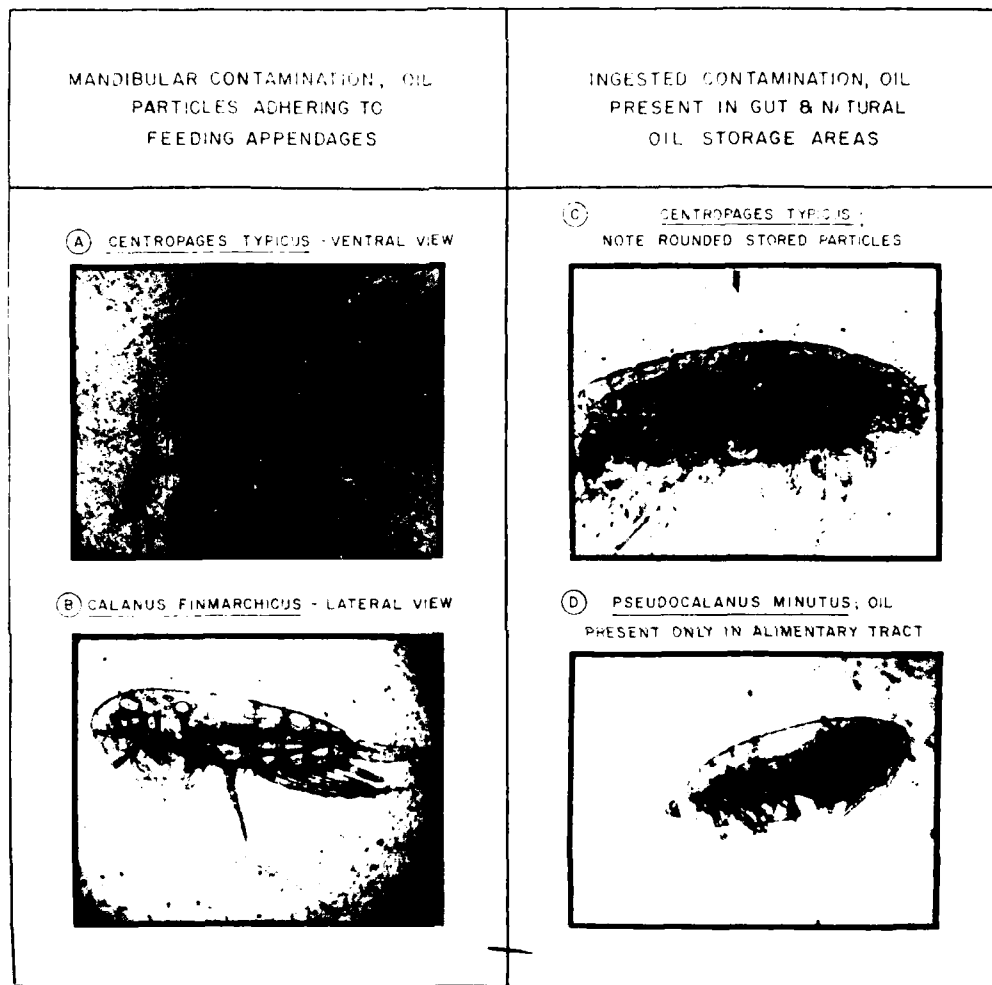 MANDIBULAR CONTAMINATION, OIL
PARTICLES ADHERING TO
FEEDING APPENDAGES
INGESTED CONTAMINATION, OIL
PRESENT IN GUT & NATURAL
OIL STORAGE AREAS
A CENTROPAGES TYPICUS - VENTRAL VIEW
B CALANUS FINMARCHICUS - LATERAL VIEW
C CENTROPAGES TYPICUS;
NOTE ROUNDED STORED PARTICLES
D PSEUDOCALANUS MINUTUS; OIL
PRESENT ONLY IN ALIMENTARY TRACT